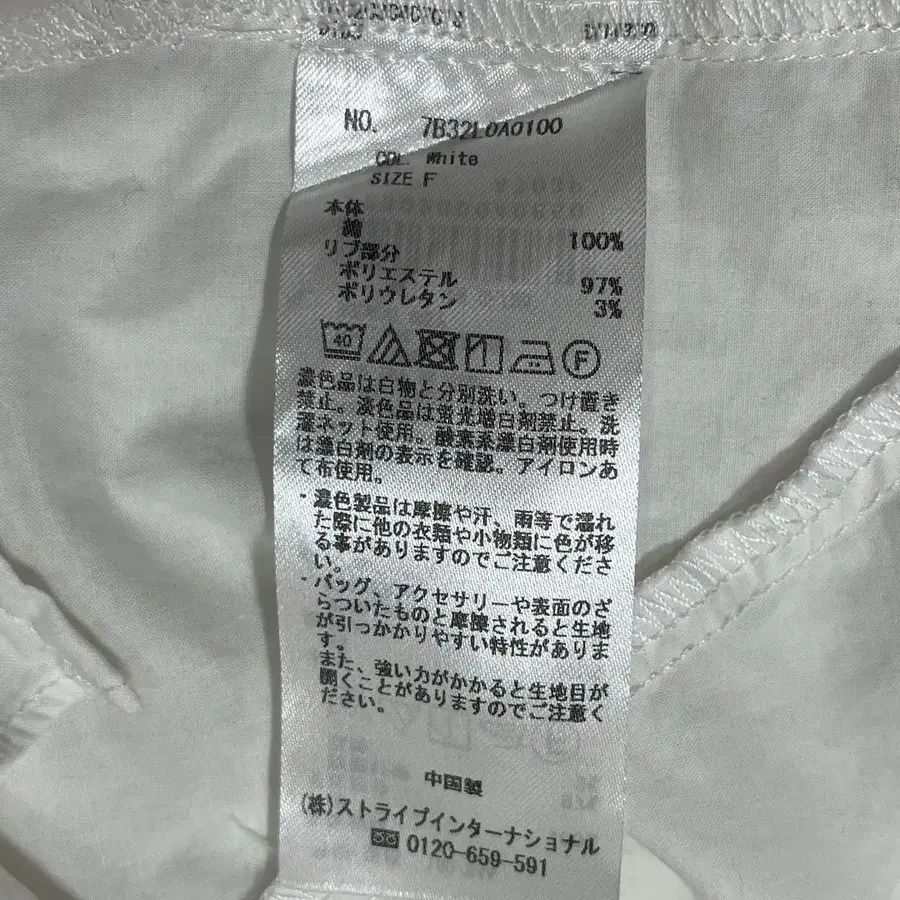 NO. 7B32L0A0100
COL. White
SIZE F
本体
綿 100%
リブ部分
ポリエステル 97%
ポリウレタン 3%
40
F
濃色品は白物と分別洗い。つけ置き
禁止。淡色品は蛍光増白剤禁止。洗
濯ネット使用。酸素系漂白剤使用時
は漂白剤の表示を確認。アイロンあ
て布使用。
・濃色製品は摩擦や汗、雨等で濡れ
た際に他の衣類や小物類に色が移
る事がありますのでご注意くださ
い。
・バッグ、アクセサリーや表面のざ
らついたものと摩擦されると生地
が引っかかりやすい特性がありま
す。
また、強い力がかかると生地目が
開くことがありますのでご注意く
ださい。
中国製
(株)ストライプインターナショナル
0120-659-591